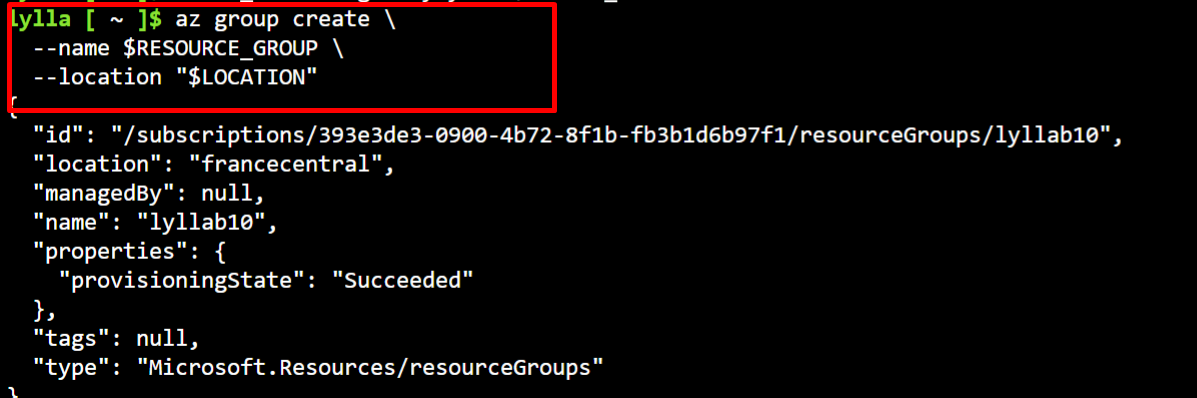 lylla [ ~ ]$ az group create \
--name $RESOURCE_GROUP \
--location "$LOCATION"
{
"id": "/subscriptions/393e3de3-0900-4b72-8f1b-fb3b1d6b97f1/resourceGroups/lyllab10",
"location": "francecentral",
"managedBy": null,
"name": "lyllab10",
"properties": {
"provisioningState": "Succeeded"
},
"tags": null,
"type": "Microsoft.Resources/resourceGroups"
}